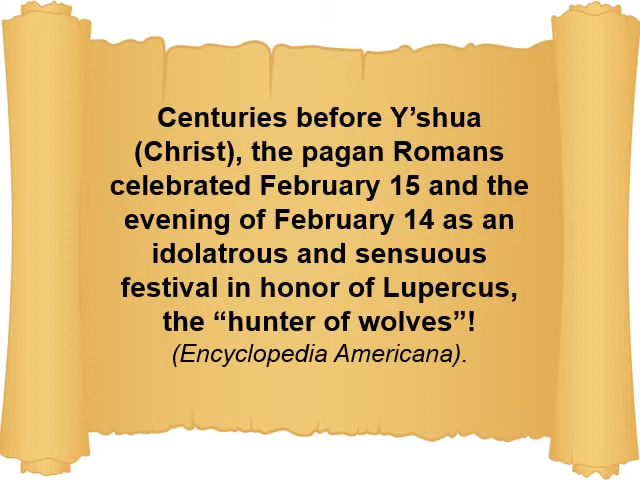 Centuries before Y’shua
(Christ), the pagan Romans
celebrated February 15 and the
evening of February 14 as an
idolatrous and sensuous
festival in honor of Lupercus,
the “hunter of wolves”!
(Encyclopedia Americana).